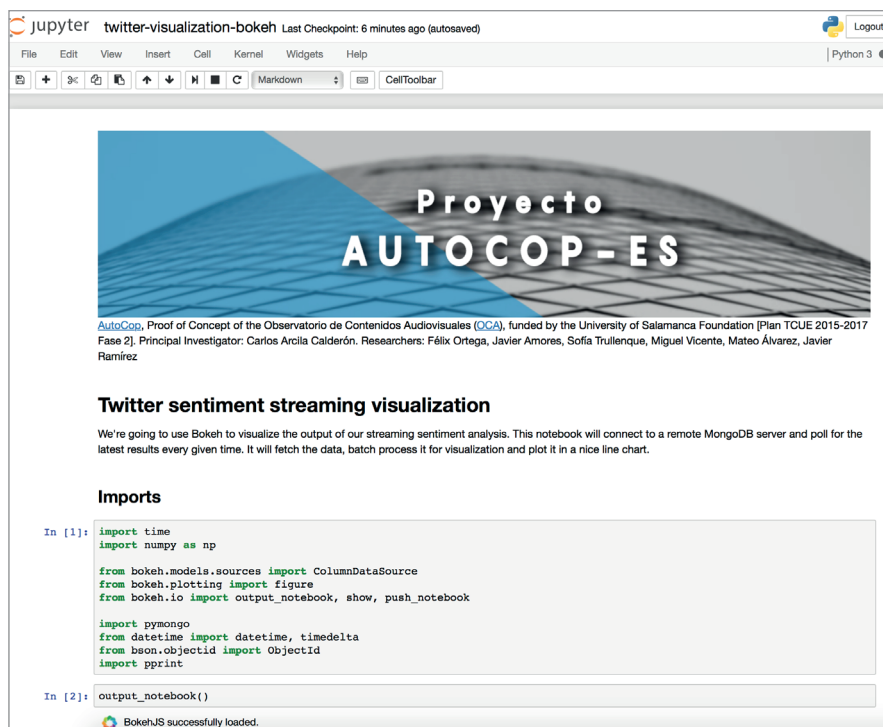 jupyter twitter-visualization-bokeh Last Checkpoint: 6 minutes ago (autosaved) Logout
File Edit View Insert Cell Kernel Widgets Help Python 3
Markdown CellToolbar
Proyecto
AUTOCOP-ES
AutoCop, Proof of Concept of the Observatorio de Contenidos Audiovisuales (OCA), funded by the University of Salamanca Foundation [Plan TCUE 2015-2017
Fase 2]. Principal Investigator: Carlos Arcila Calderón. Researchers: Félix Ortega, Javier Amores, Sofía Trullenque, Miguel Vicente, Mateo Álvarez, Javier
Ramírez
Twitter sentiment streaming visualization
We're going to use Bokeh to visualize the output of our streaming sentiment analysis. This notebook will connect to a remote MongoDB server and poll for the
latest results every given time. It will fetch the data, batch process it for visualization and plot it in a nice line chart.
Imports
In [1]: import time
import numpy as np
from bokeh.models.sources import ColumnDataSource
from bokeh.plotting import figure
from bokeh.io import output_notebook, show, push_notebook
import pymongo
from datetime import datetime, timedelta
from bson.objectid import ObjectId
import pprint
In [2]: output_notebook()
BokehJS successfully loaded.